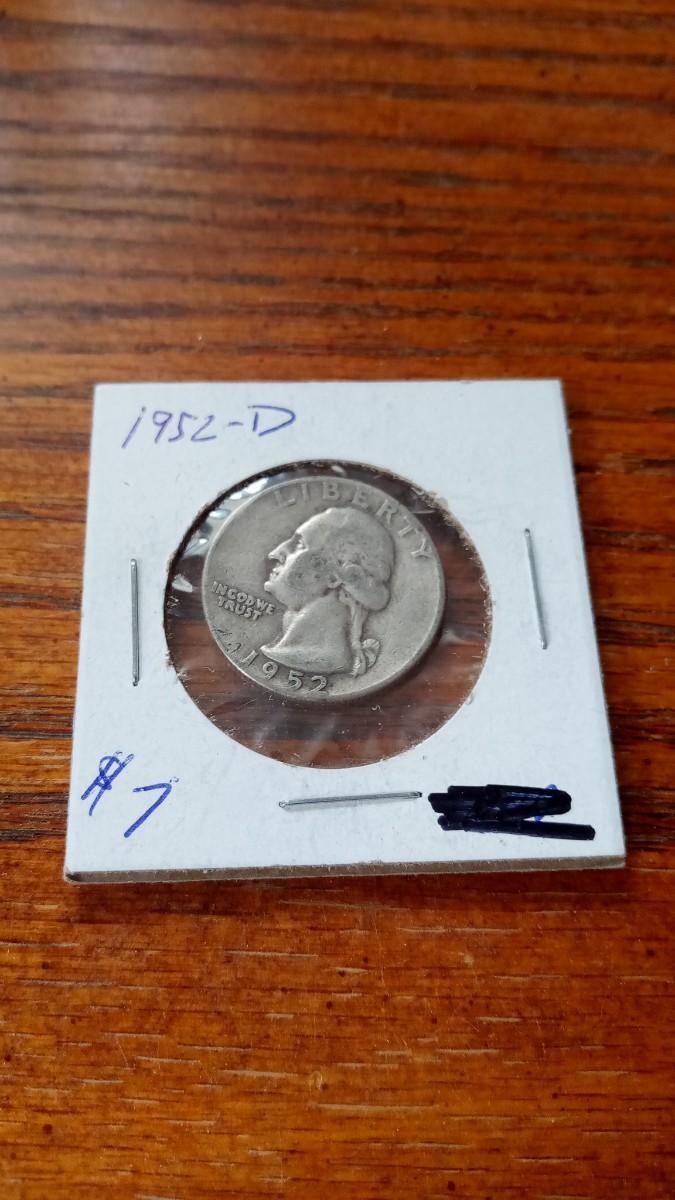 1952-D
LIBERTY
IN GOD WE
TRUST
1952
$7